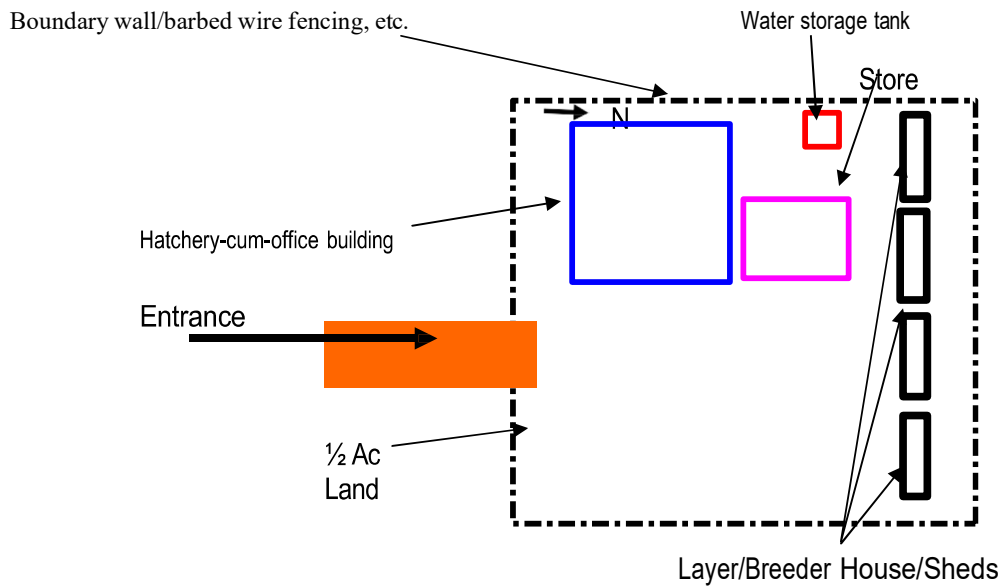 Boundary wall/barbed wire fencing, etc.
Water storage tank
Store
N
Hatchery-cum-office building
Entrance
½ Ac
Land
Layer/Breeder House/Sheds